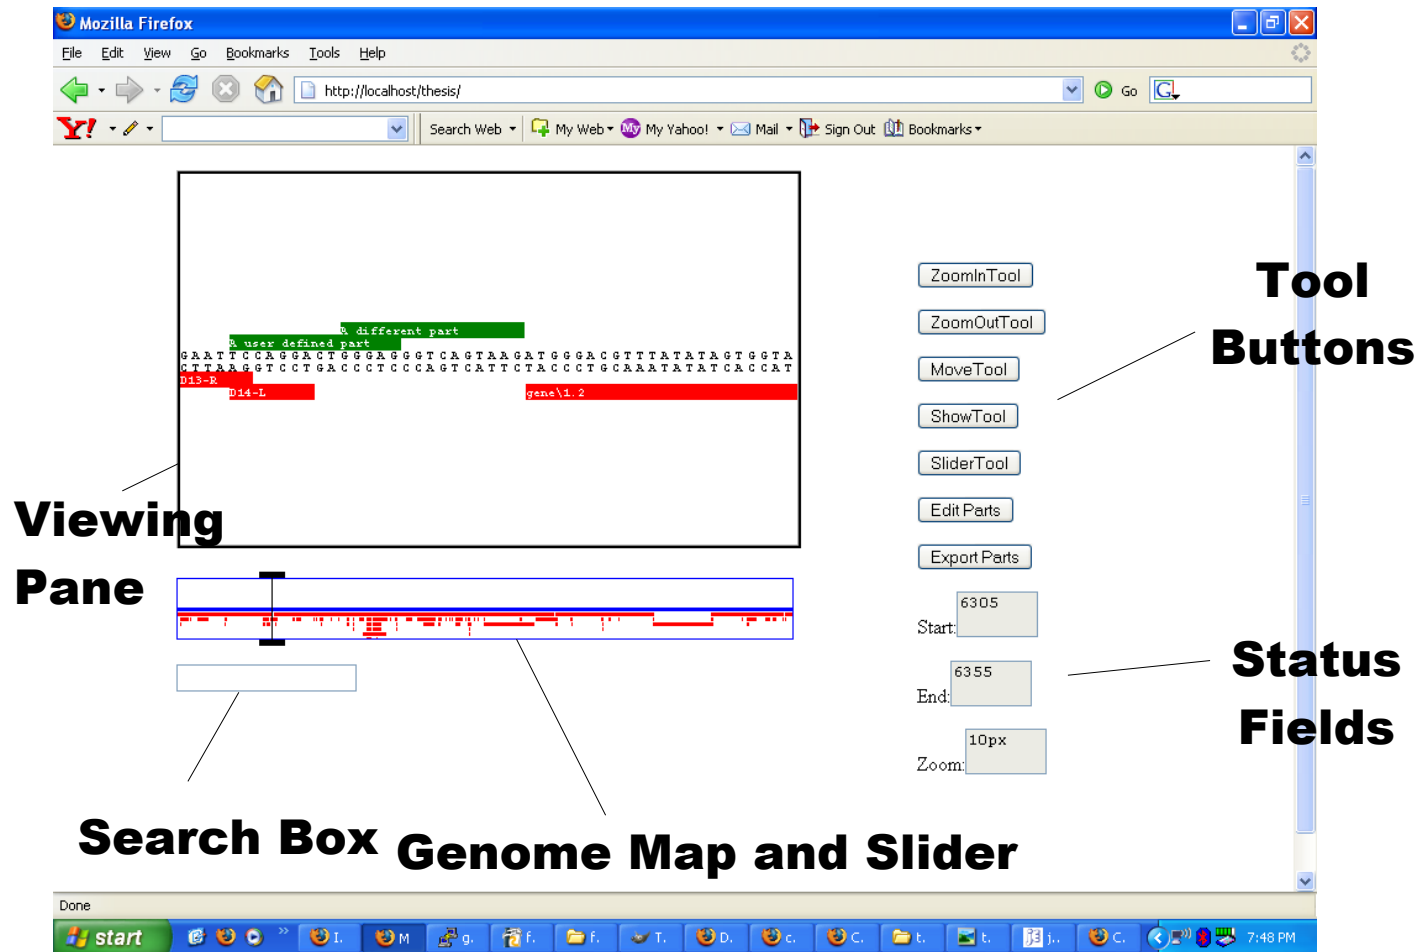 Mozilla Firefox
File Edit View Go Bookmarks Tools Help
http://localhost/thesis/ Go G
Y! Search Web My Web My My Yahoo! Mail Sign Out Bookmarks
A different part
A user defined part
GAATTCCAGGACTGGGAGGGTCAGTAAGATGGGACGTTTATATAGTGGTA
CTTAAGGTCCTGACCCTCCCAGTCATTCTACCCTGCAAATATATCACCAT
D13-R
D14-L gene\1.2
ZoomInTool
ZoomOutTool
MoveTool
ShowTool
SliderTool
Edit Parts
Export Parts
Start: 6305
End: 6355
Zoom: 10px
Tool
Buttons
Viewing
Pane
Status
Fields
Search Box
Genome Map and Slider
Done
start I. M g. f. f. T. D. c. C. t. t. j.. C. 7:48 PM